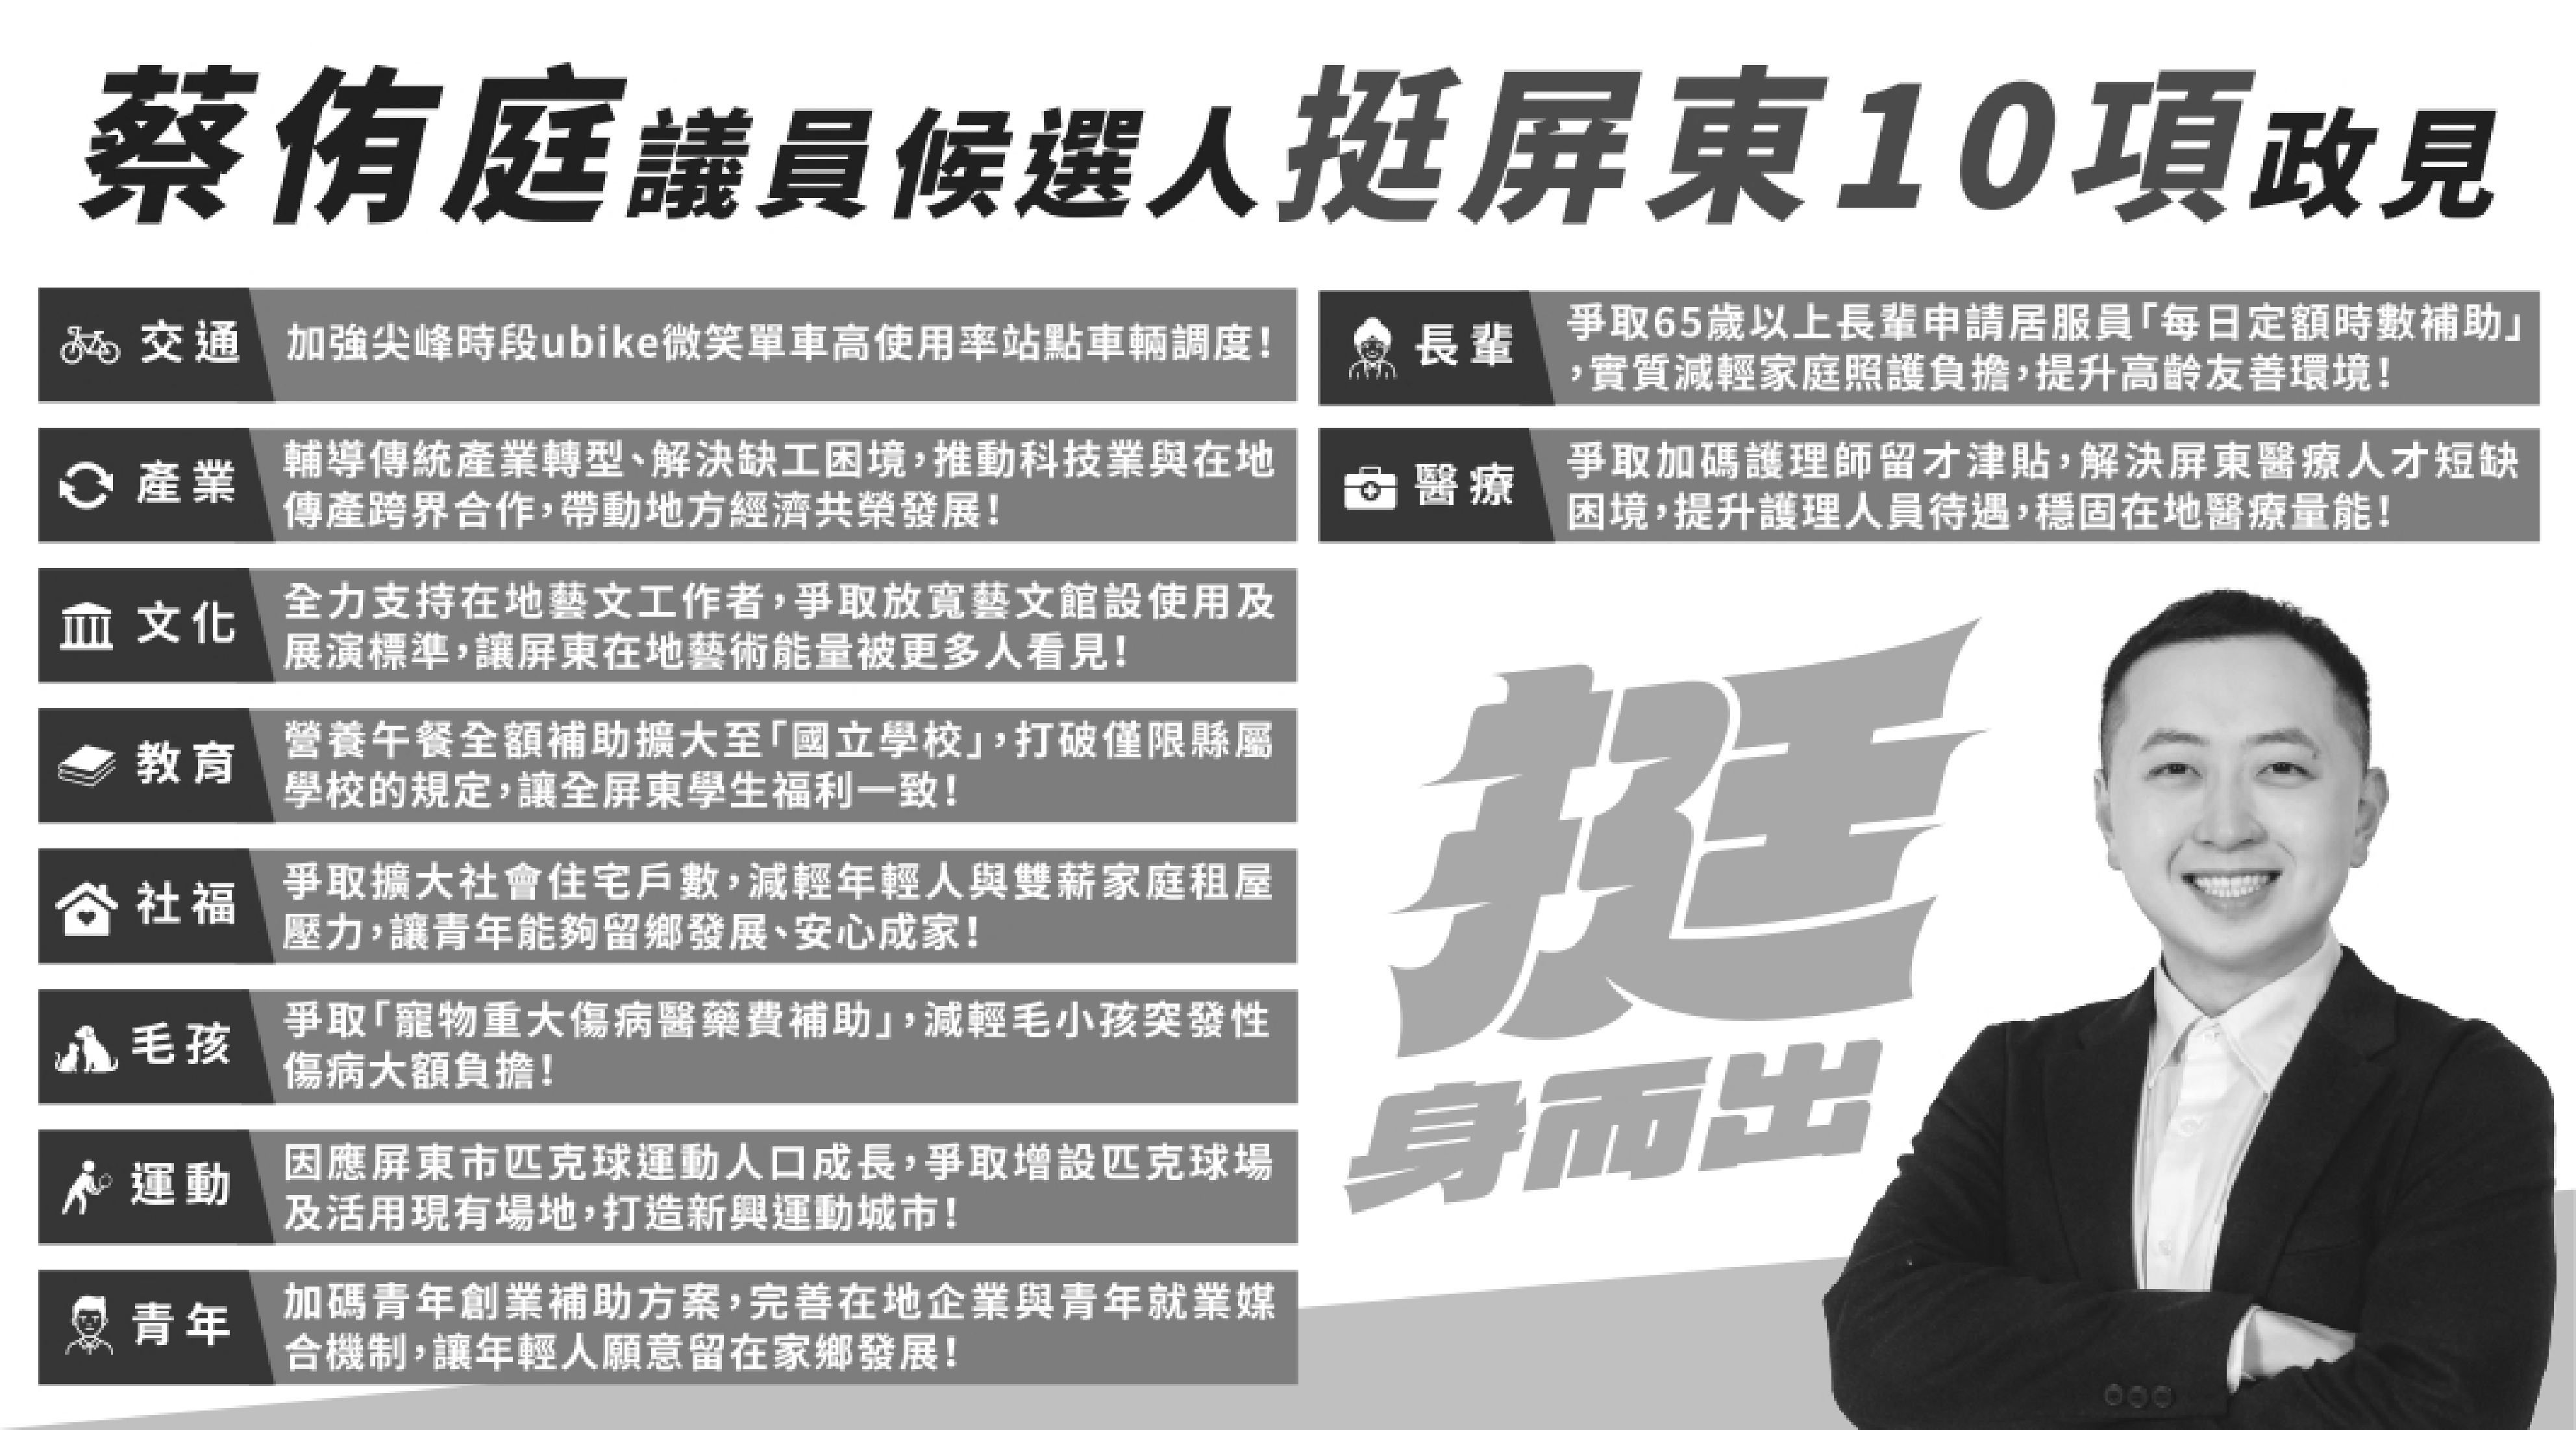 蔡侑庭議員候選人挺屏東10項政見
交通
加強尖峰時段ubike微笑單車高使用率站點車輛調度!
產業
輔導傳統產業轉型、解決缺工困境,推動科技業與在地
傳產跨界合作,帶動地方經濟共榮發展!
文化
全力支持在地藝文工作者,爭取放寬藝文館設使用及
展演標準,讓屏東在地藝術能量被更多人看見!
教育
營養午餐全額補助擴大至「國立學校」,打破僅限縣屬
學校的規定,讓全屏東學生福利一致!
社福
爭取擴大社會住宅戶數,減輕年輕人與雙薪家庭租屋
壓力,讓青年能夠留鄉發展、安心成家!
毛孩
爭取「寵物重大傷病醫藥費補助」,減輕毛小孩突發性
傷病大額負擔!
運動
因應屏東市匹克球運動人口成長,爭取增設匹克球場
及活用現有場地,打造新興運動城市!
青年
加碼青年創業補助方案,完善在地企業與青年就業媒
合機制,讓年輕人願意留在家鄉發展!
長輩
爭取65歲以上長輩申請居服員「每日定額時數補助」
,實質減輕家庭照護負擔,提升高齡友善環境!
醫療
爭取加碼護理師留才津貼,解決屏東醫療人才短缺
困境,提升護理人員待遇,穩固在地醫療量能!
挺
身而出